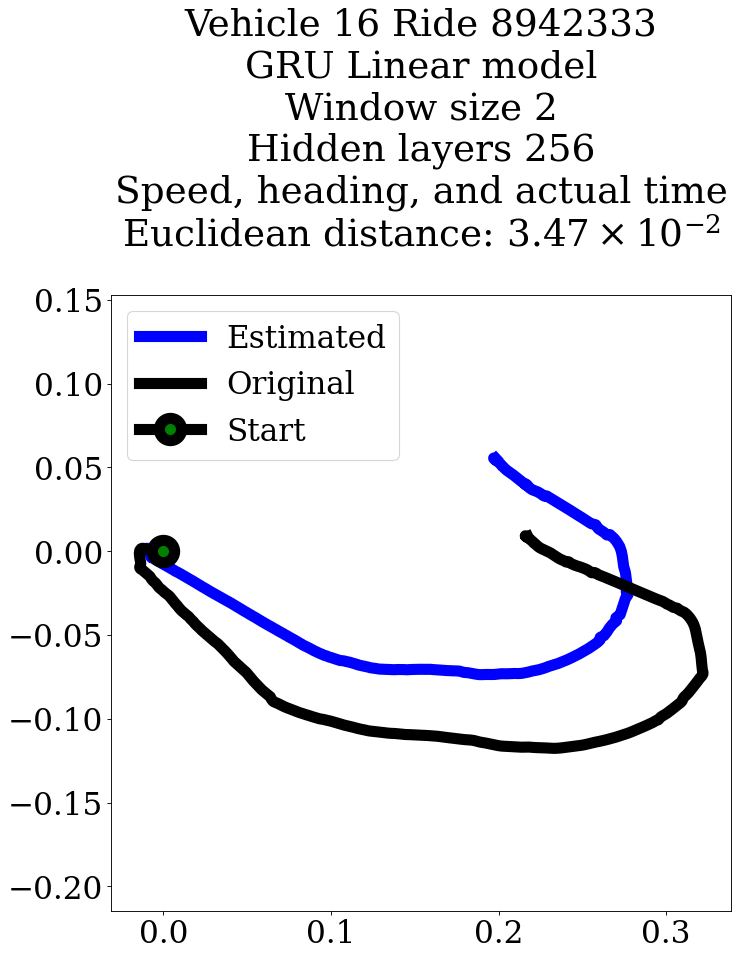 Vehicle 16 Ride 8942333
GRU Linear model
Window size 2
Hidden layers 256
Speed, heading, and actual time
Euclidean distance: 3.47 × 10⁻²
0.15
0.10
0.05
0.00
−0.05
−0.10
−0.15
−0.20
Estimated
Original
Start
0.0 0.1 0.2 0.3